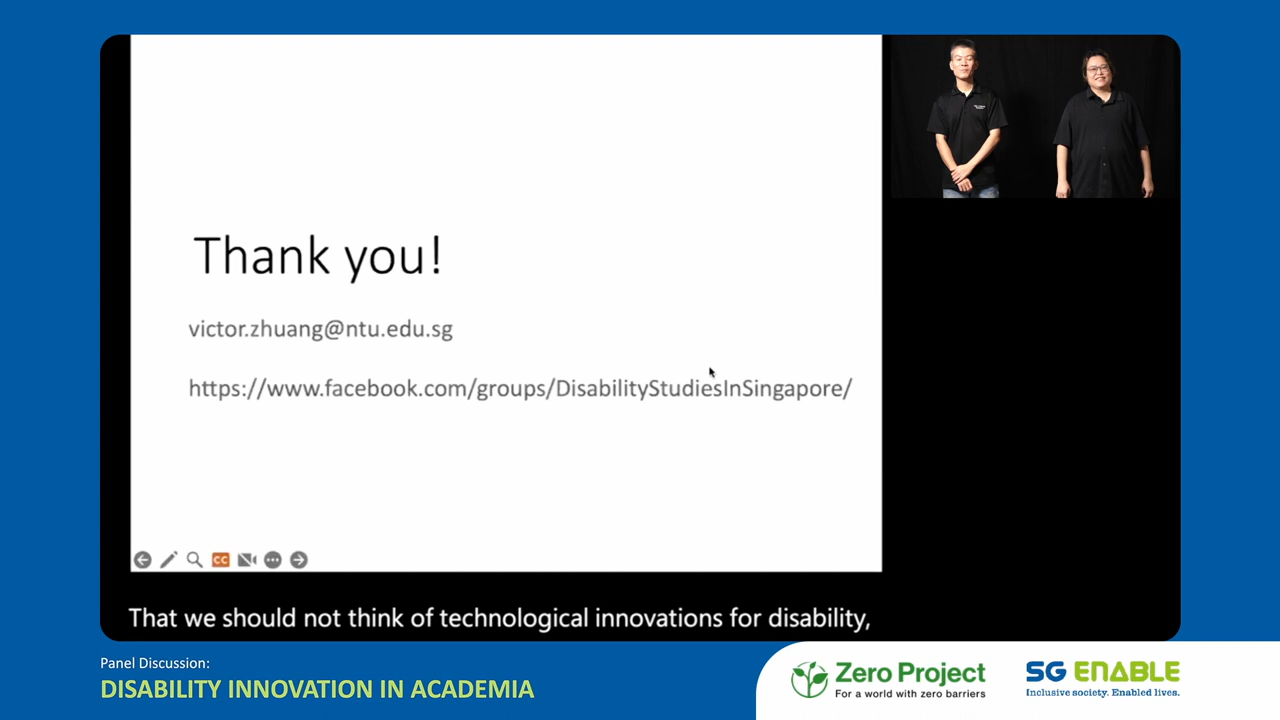 Thank you!
victor.zhuang@ntu.edu.sg
https://www.facebook.com/groups/DisabilityStudiesInSingapore/
CC
That we should not think of technological innovations for disability,
Panel Discussion:
DISABILITY INNOVATION IN ACADEMIA
Zero Project
For a world with zero barriers
SG ENABLE
Inclusive society. Enabled lives.